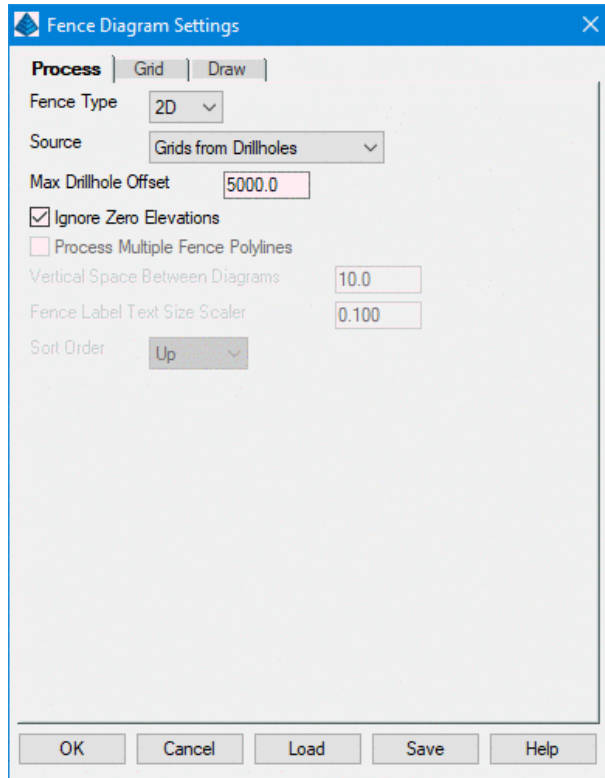 Fence Diagram Settings
Process Grid Draw
Fence Type 2D
Source Grids from Drillholes
Max Drillhole Offset 5000.0
Ignore Zero Elevations
Process Multiple Fence Polylines
Vertical Space Between Diagrams 10.0
Fence Label Text Size Scaler 0.100
Sort Order Up
OK Cancel Load Save Help